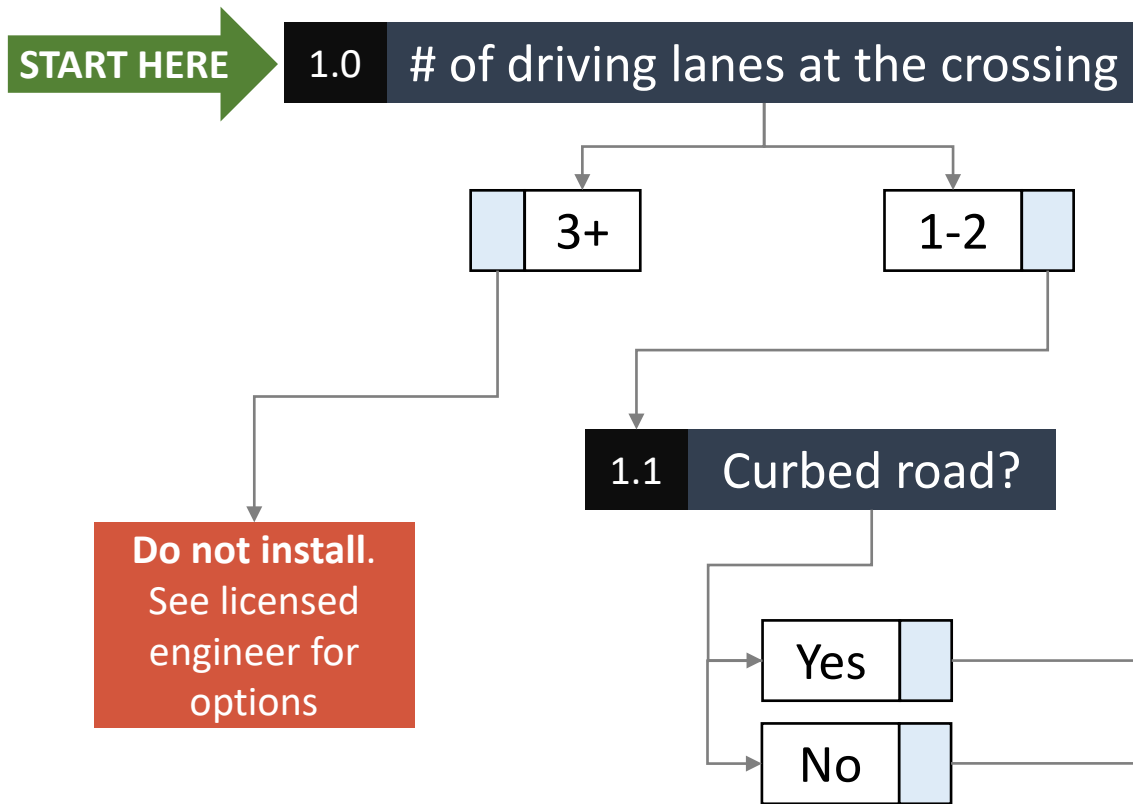 START HERE
1.0 # of driving lanes at the crossing
3+
1-2
1.1 Curbed road?
Do not install.
See licensed
engineer for
options
Yes
No